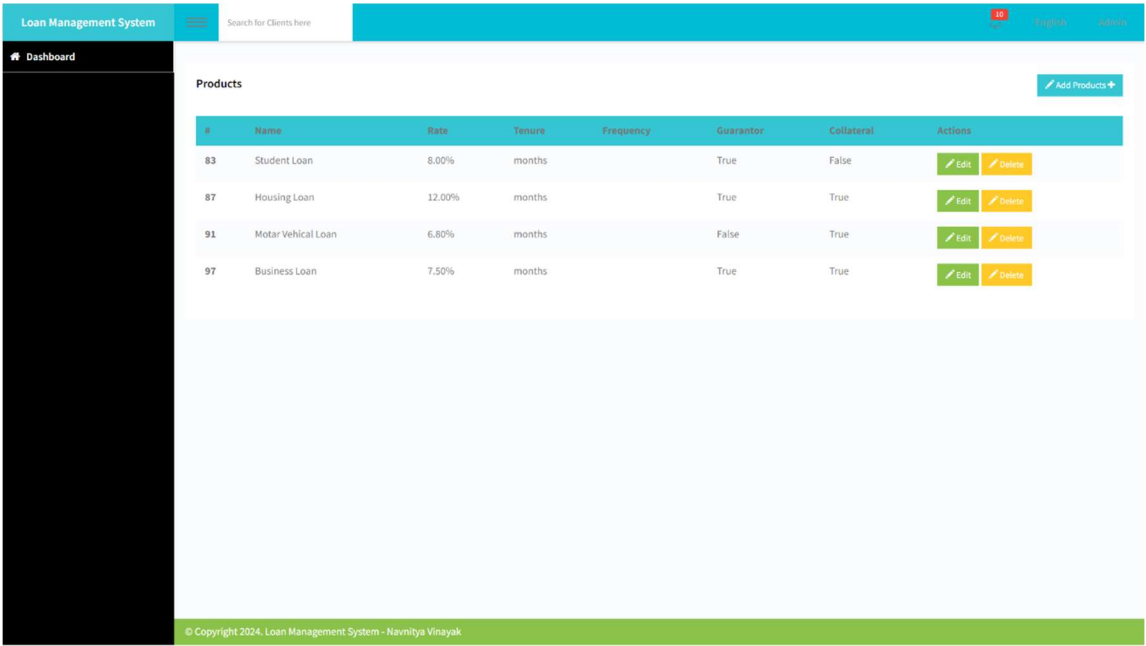 Loan Management System
Search for Clients here
10
English
Admin
Dashboard
Products
Add Products
# Name Rate Tenure Frequency Guarantor Collateral Actions
83 Student Loan 8.00% months True False Edit Delete
87 Housing Loan 12.00% months True True Edit Delete
91 Motar Vehical Loan 6.80% months False True Edit Delete
97 Business Loan 7.50% months True True Edit Delete
© Copyright 2024. Loan Management System - Navnitya Vinayak